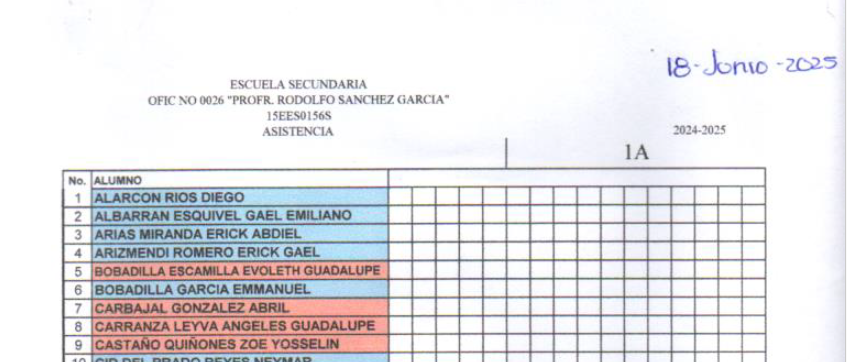 18-Junio-2025
ESCUELA SECUNDARIA
OFIC NO 0026 "PROFR. RODOLFO SANCHEZ GARCIA"
15EES0156S
ASISTENCIA
2024-2025
1A
No. ALUMNO
1 ALARCON RIOS DIEGO
2 ALBARRAN ESQUIVEL GAEL EMILIANO
3 ARIAS MIRANDA ERICK ABDIEL
4 ARIZMENDI ROMERO ERICK GAEL
5 BOBADILLA ESCAMILLA EVOLETH GUADALUPE
6 BOBADILLA GARCIA EMMANUEL
7 CARBAJAL GONZALEZ ABRIL
8 CARRANZA LEYVA ANGELES GUADALUPE
9 CASTAÑO QUIÑONES ZOE YOSSELIN
10 CID DEL PRADO REYES NEYMAR